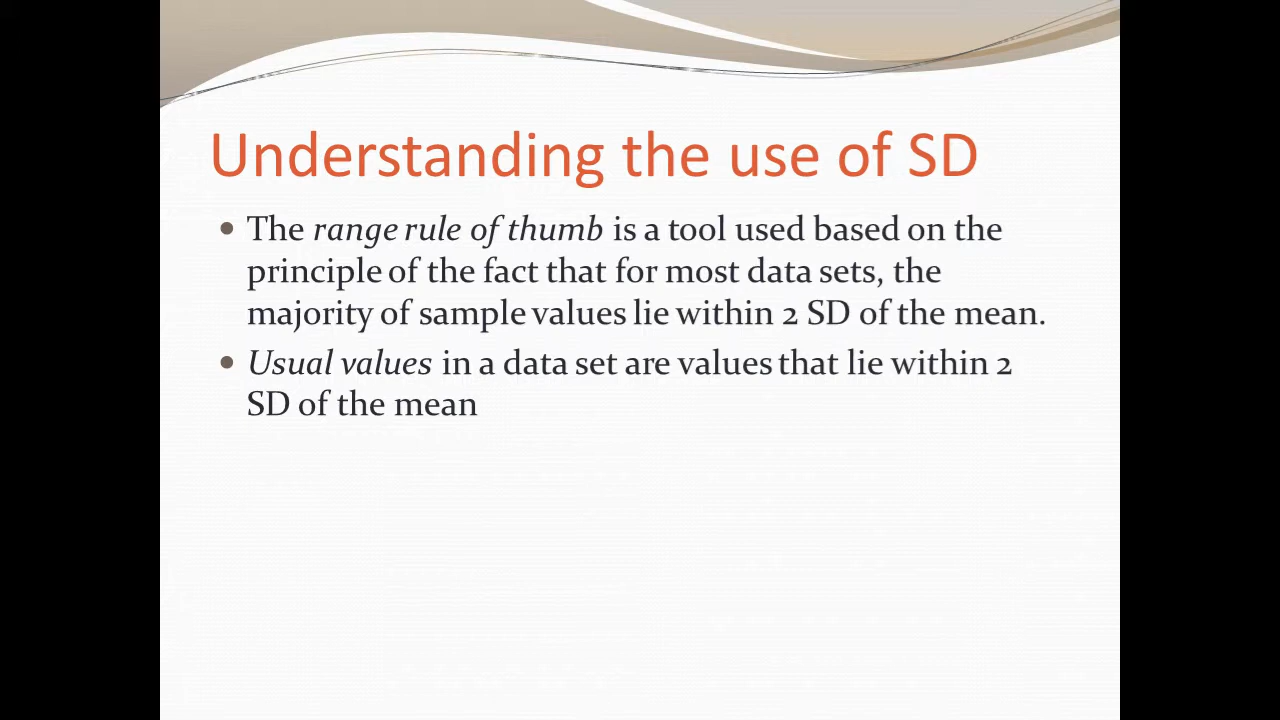 Understanding the use of SD
• The range rule of thumb is a tool used based on the
principle of the fact that for most data sets, the
majority of sample values lie within 2 SD of the mean.
• Usual values in a data set are values that lie within 2
SD of the mean